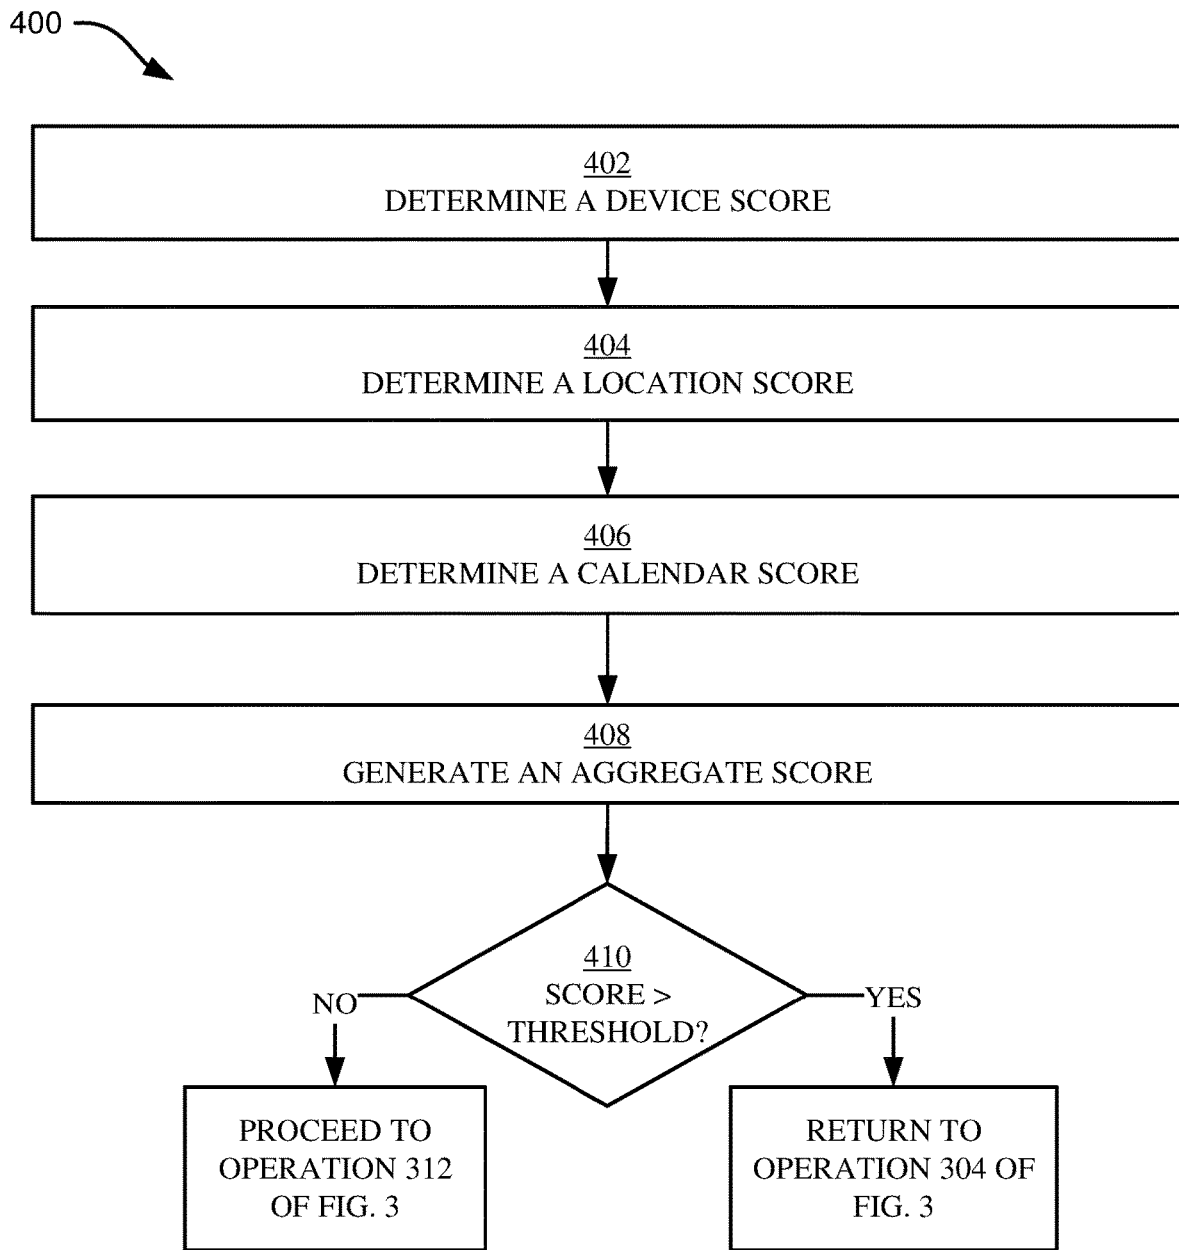 400
402
DETERMINE A DEVICE SCORE
404
DETERMINE A LOCATION SCORE
406
DETERMINE A CALENDAR SCORE
408
GENERATE AN AGGREGATE SCORE
410
SCORE >
THRESHOLD?
NO
YES
PROCEED TO
OPERATION 312
OF FIG. 3
RETURN TO
OPERATION 304 OF
FIG. 3